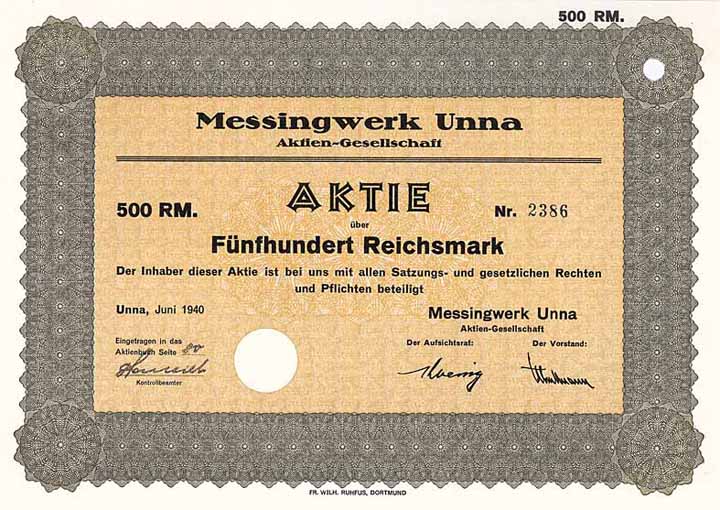 500 RM.
Messingwerk Unna
Aktien-Gesellschaft
AKTIE
500 RM.
Nr. 2386
über
Fünfhundert Reichsmark
Der Inhaber dieser Aktie ist bei uns mit allen Satzungs- und gesetzlichen Rechten
und Pflichten beteiligt
Unna, Juni 1940
Messingwerk Unna
Aktien-Gesellschaft
Eingetragen in das
Aktienbuch Seite
Der Aufsichtsrat:
Der Vorstand:
Kontrollbeamter
FR. WILH. RUHFUS, DORTMUND